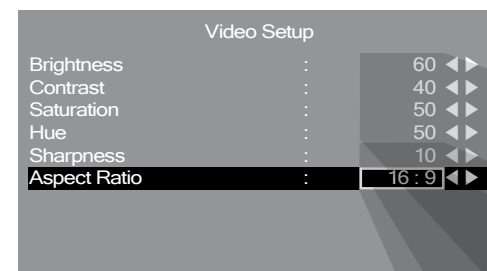 Video Setup
Brightness : 60
Contrast : 40
Saturation : 50
Hue : 50
Sharpness : 10
Aspect Ratio : 16 : 9